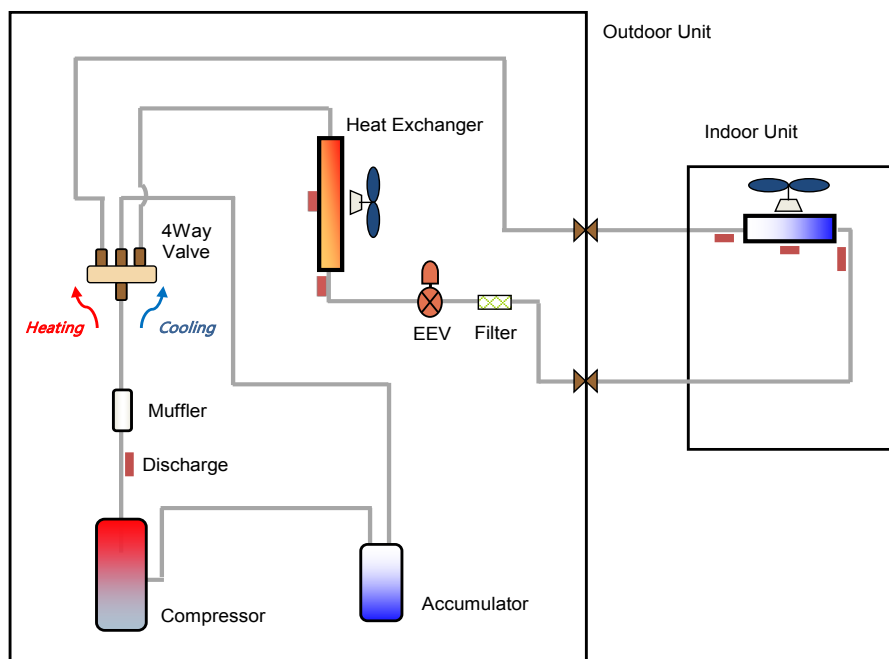 Outdoor Unit
Heat Exchanger
Indoor Unit
4Way
Valve
Heating
Cooling
EEV
Filter
Muffler
Discharge
Compressor
Accumulator